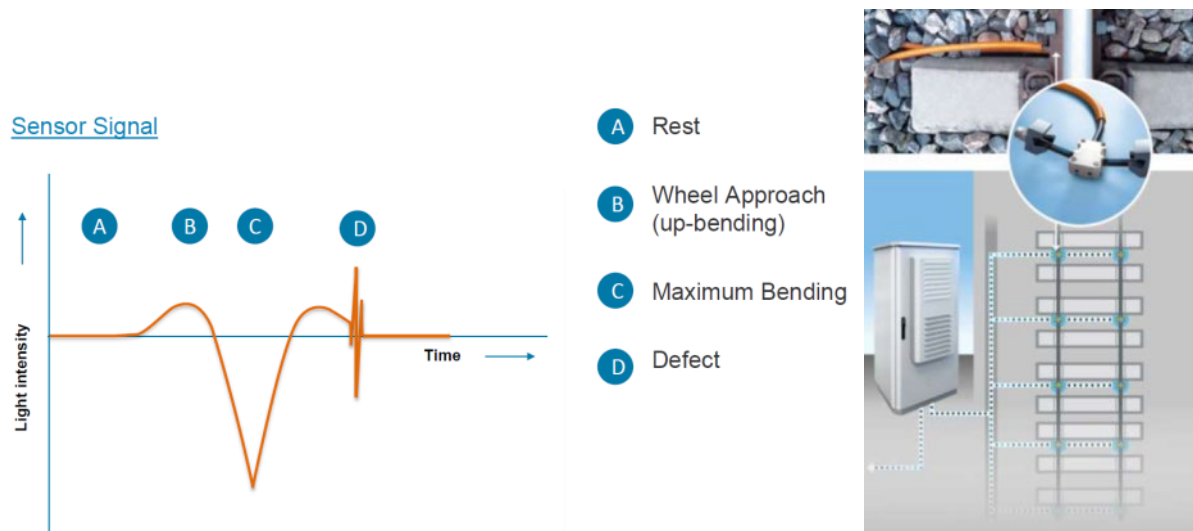 Sensor Signal
A
B
C
D
Light intensity
Time
A Rest
B Wheel Approach
(up-bending)
C Maximum Bending
D Defect